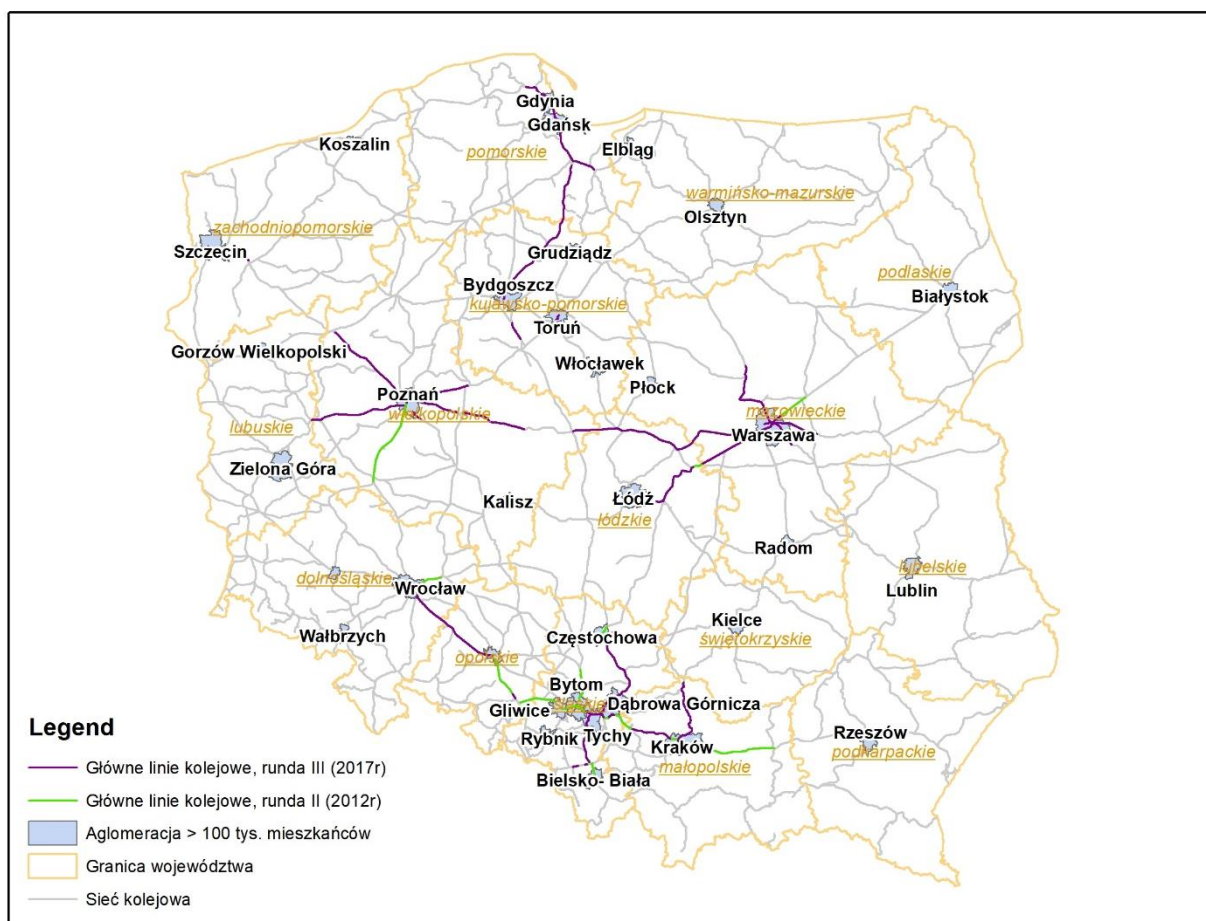 Gdynia
Gdańsk
Koszalin
pomorskie
Elbląg
warmińsko-mazurskie
Olsztyn
zachodniopomorskie
Szczecin
Grudziądz
podlaskie
Białystok
Bydgoszcz
kujawsko-pomorskie
Toruń
Gorzów Wielkopolski
Włocławek
Płock
Poznań
wielkopolskie
mazowieckie
Warszawa
lubuskie
Zielona Góra
Kalisz
Łódź
łódzkie
Radom
lubelskie
Lublin
dolnośląskie
Wrocław
Wałbrzych
Częstochowa
Kielce
świętokrzyskie
opolskie
Bytom
śląskie
Gliwice
Dąbrowa Górnicza
Rybnik
Tychy
Kraków
małopolskie
Rzeszów
podkarpackie
Bielsko- Biała
Legend
Główne linie kolejowe, runda III (2017r)
Główne linie kolejowe, runda II (2012r)
Aglomeracja > 100 tys. mieszkańców
Granica województwa
Sieć kolejowa